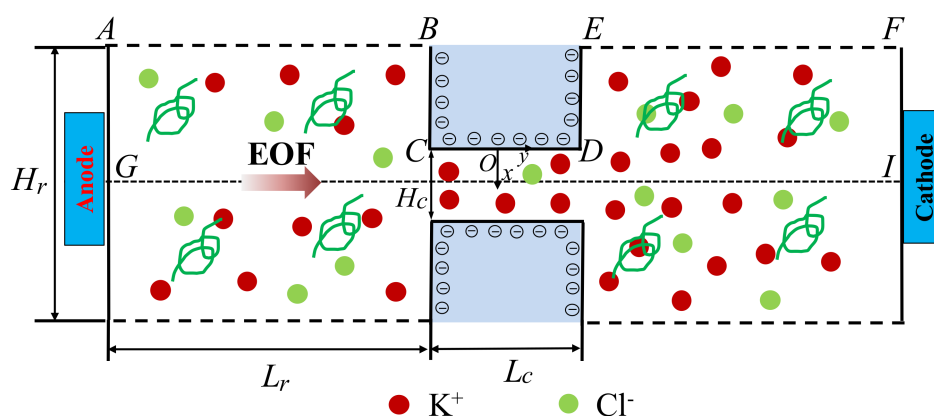 A B E F
EOF
C O y D
x
G I
Anode
Cathode
H_r
H_c
L_r L_c
K⁺ Cl⁻